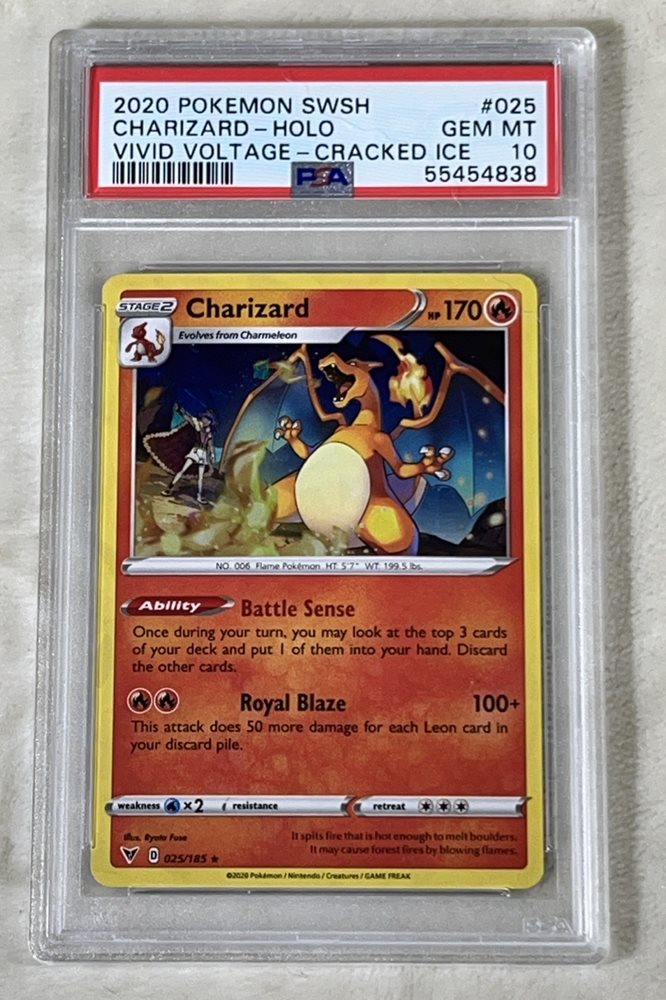 2020 POKEMON SWSH #025
CHARIZARD-HOLO GEM MT
VIVID VOLTAGE-CRACKED ICE 10
PSA 55454838
STAGE 2 Charizard HP 170
Evolves from Charmeleon
NO. 006 Flame Pokémon HT: 5'7" WT: 199.5 lbs.
Ability Battle Sense
Once during your turn, you may look at the top 3 cards
of your deck and put 1 of them into your hand. Discard
the other cards.
Royal Blaze 100+
This attack does 50 more damage for each Leon card in
your discard pile.
weakness ×2 resistance retreat
Illus. Ryota Fuse
It spits fire that is hot enough to melt boulders.
It may cause forest fires by blowing flames.
D 025/185 ★
©2020 Pokémon / Nintendo / Creatures / GAME FREAK
PSA